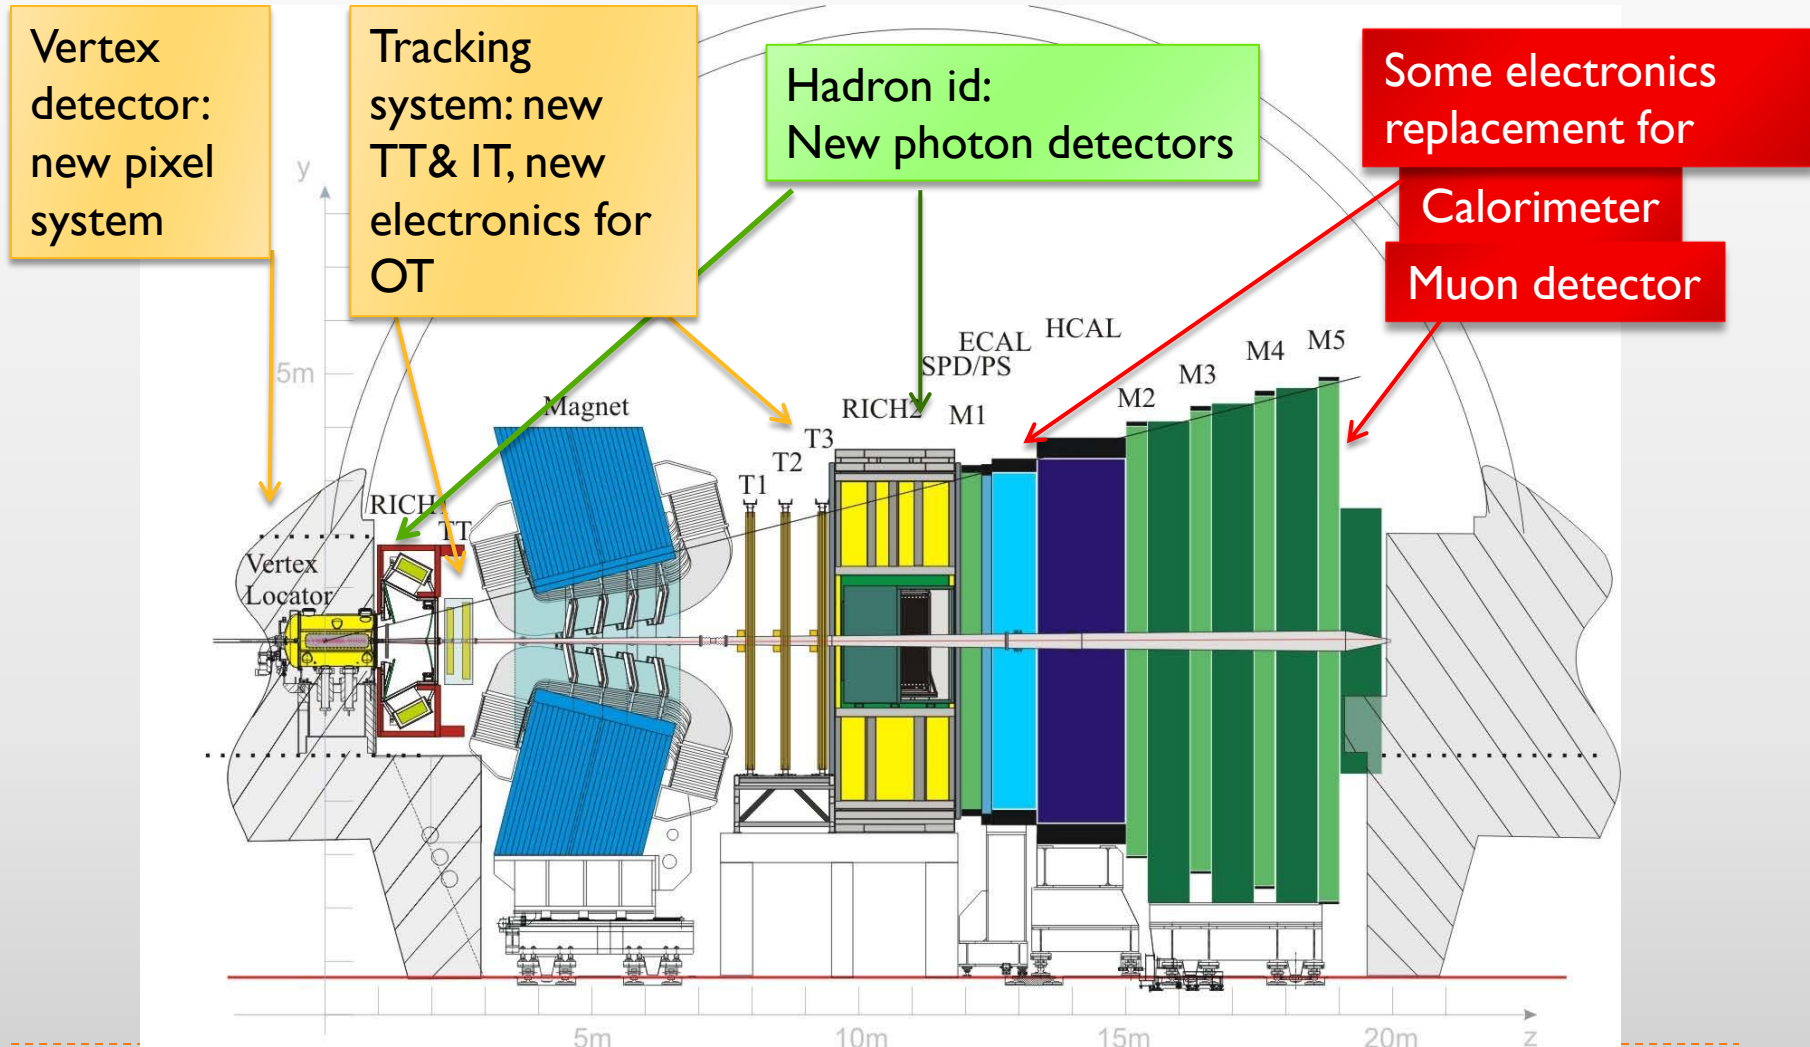 Vertex
detector:
new pixel
system
Tracking
system: new
TT& IT, new
electronics for
OT
Hadron id:
New photon detectors
Some electronics
replacement for
Calorimeter
Muon detector
y
5m
Magnet
RICH1
TT
Vertex
Locator
T1
T2
T3
RICH2
M1
SPD/PS
ECAL
HCAL
M2
M3
M4
M5
5m
10m
15m
20m
z